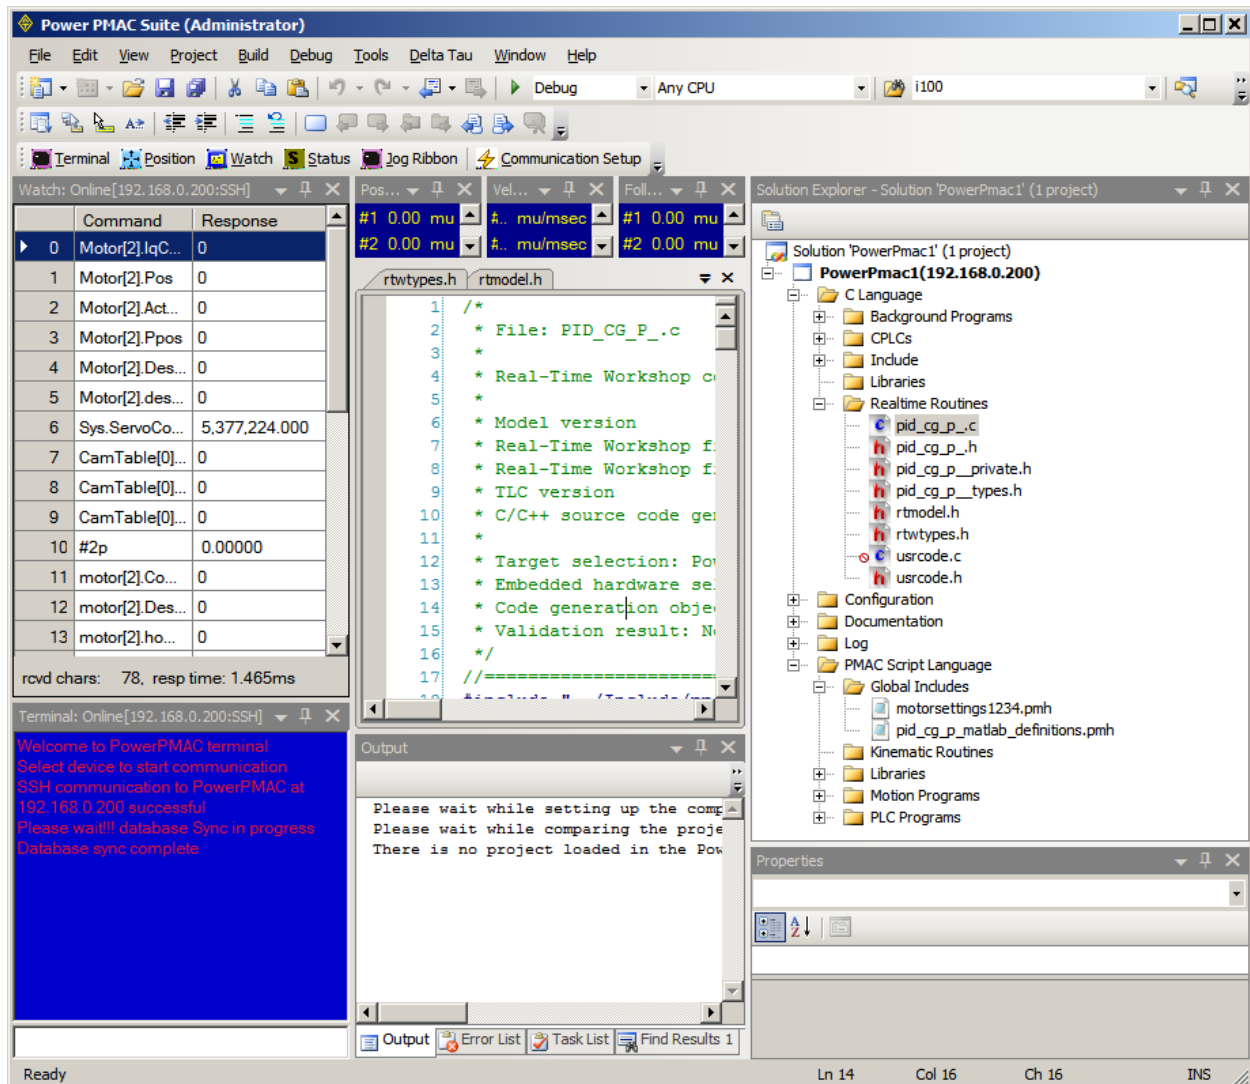 Power PMAC Suite (Administrator)
File Edit View Project Build Debug Tools Delta Tau Window Help
Debug Any CPU i100
Terminal Position Watch Status Jog Ribbon Communication Setup
Watch: Online[192.168.0.200:SSH]
Command Response
0 Motor[2].IqC... 0
1 Motor[2].Pos 0
2 Motor[2].Act... 0
3 Motor[2].Ppos 0
4 Motor[2].Des... 0
5 Motor[2].des... 0
6 Sys.ServoCo... 5,377,224.000
7 CamTable[0]... 0
8 CamTable[0]... 0
9 CamTable[0]... 0
10 #2p 0.00000
11 motor[2].Co... 0
12 motor[2].Des... 0
13 motor[2].ho... 0
rcvd chars: 78, resp time: 1.465ms
Terminal: Online[192.168.0.200:SSH]
Welcome to PowerPMAC terminal
Select device to start communication
SSH communication to PowerPMAC at
192.168.0.200 successful
Please wait!!! database Sync in progress
Database sync complete
Pos... Vel... Foll...
#1 0.00 mu #.. mu/msec #1 0.00 mu
#2 0.00 mu #.. mu/msec #2 0.00 mu
rtwtypes.h rtmodel.h
1 /*
2 * File: PID_CG_P_.c
3 *
4 * Real-Time Workshop c
5 *
6 * Model version
7 * Real-Time Workshop f
8 * Real-Time Workshop f
9 * TLC version
10 * C/C++ source code gen
11 *
12 * Target selection: Pow
13 * Embedded hardware se
14 * Code generation obje
15 * Validation result: No
16 */
17 //======================
Output
Please wait while setting up the comp
Please wait while comparing the proje
There is no project loaded in the Pow
Output Error List Task List Find Results 1
Solution Explorer - Solution 'PowerPmac1' (1 project)
Solution 'PowerPmac1' (1 project)
PowerPmac1(192.168.0.200)
C Language
Background Programs
CPLCs
Include
Libraries
Realtime Routines
pid_cg_p_.c
pid_cg_p_.h
pid_cg_p__private.h
pid_cg_p__types.h
rtmodel.h
rtwtypes.h
usrcode.c
usrcode.h
Configuration
Documentation
Log
PMAC Script Language
Global Includes
motorsettings1234.pmh
pid_cg_p_matlab_definitions.pmh
Kinematic Routines
Libraries
Motion Programs
PLC Programs
Properties
Ready Ln 14 Col 16 Ch 16 INS